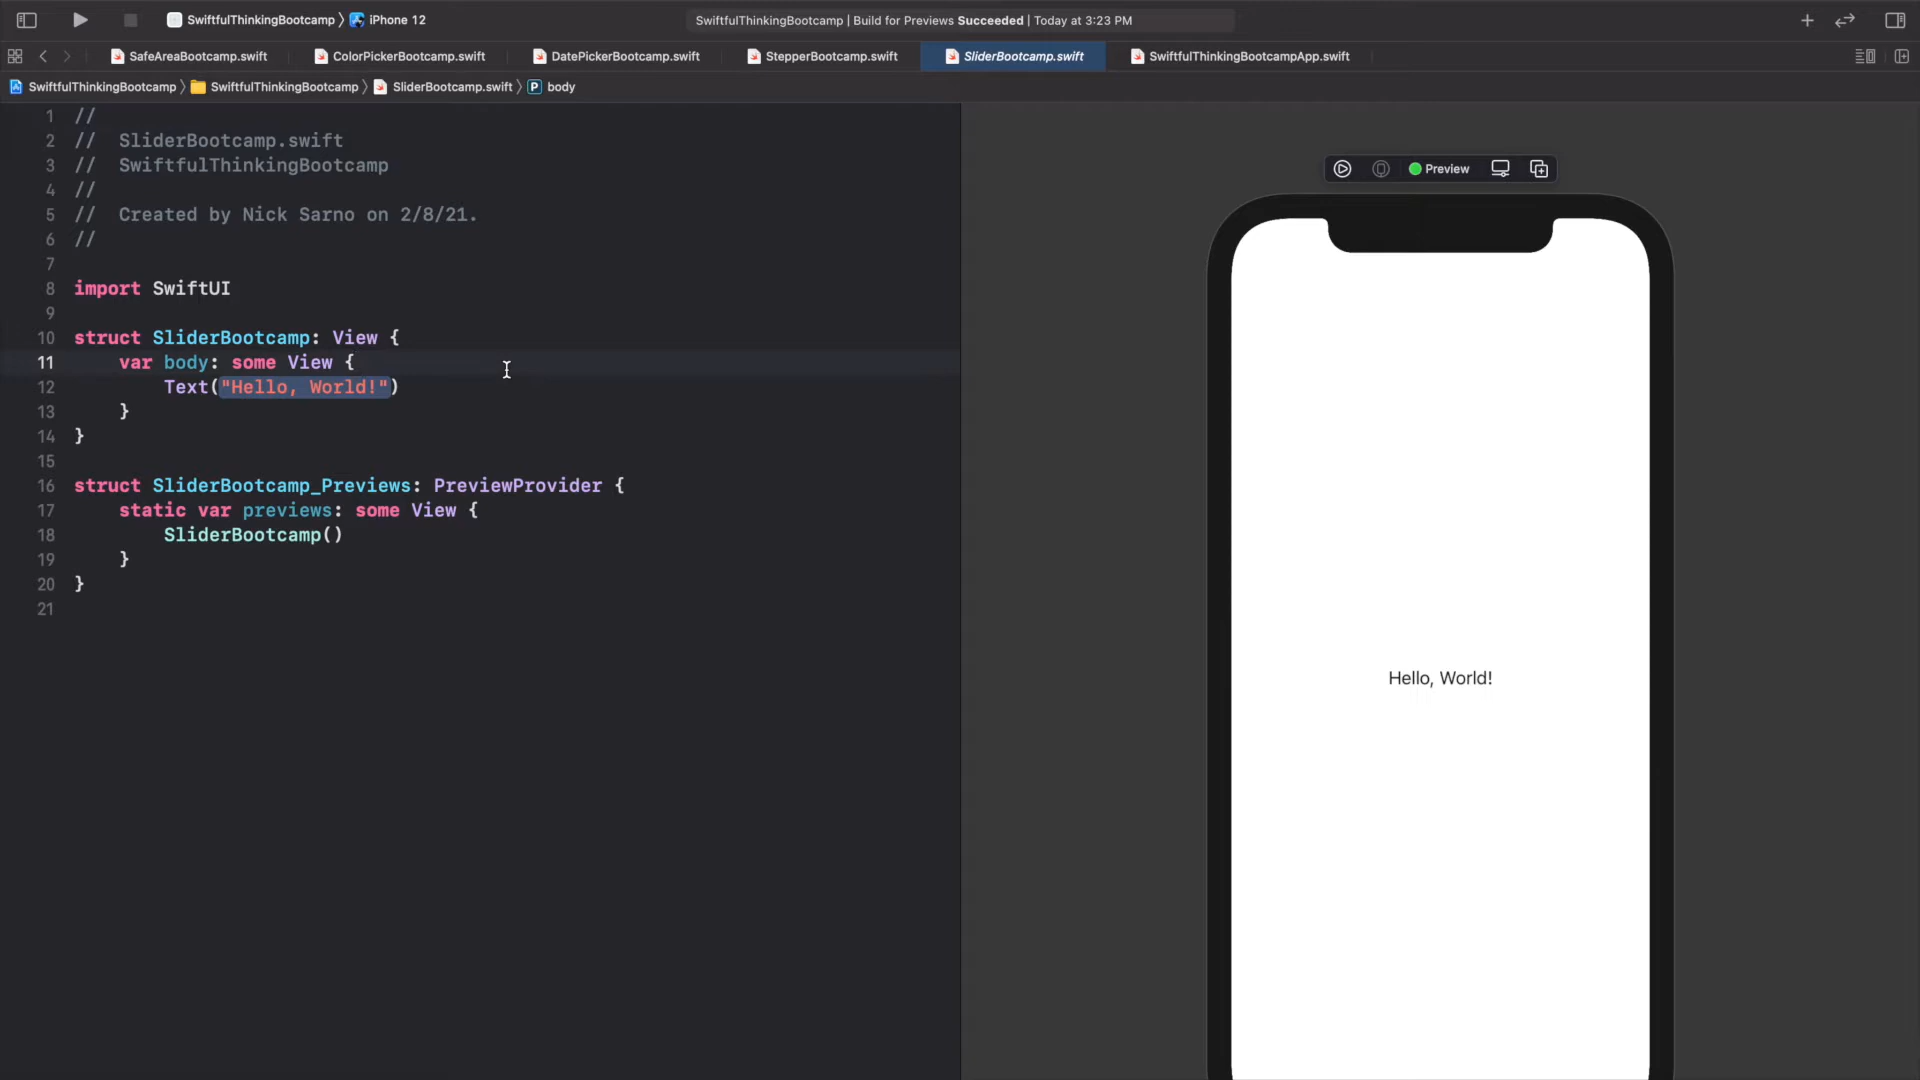 SwiftfulThinkingBootcamp 〉 iPhone 12
SwiftfulThinkingBootcamp | Build for Previews Succeeded | Today at 3:23 PM
SafeAreaBootcamp.swift
ColorPickerBootcamp.swift
DatePickerBootcamp.swift
StepperBootcamp.swift
SliderBootcamp.swift
SwiftfulThinkingBootcampApp.swift
SwiftfulThinkingBootcamp 〉 SwiftfulThinkingBootcamp 〉 SliderBootcamp.swift 〉 P body
1 //
2 //  SliderBootcamp.swift
3 //  SwiftfulThinkingBootcamp
4 //
5 //  Created by Nick Sarno on 2/8/21.
6 //
7
8 import SwiftUI
9
10 struct SliderBootcamp: View {
11     var body: some View {
12         Text("Hello, World!")
13     }
14 }
15
16 struct SliderBootcamp_Previews: PreviewProvider {
17     static var previews: some View {
18         SliderBootcamp()
19     }
20 }
21
Preview
Hello, World!